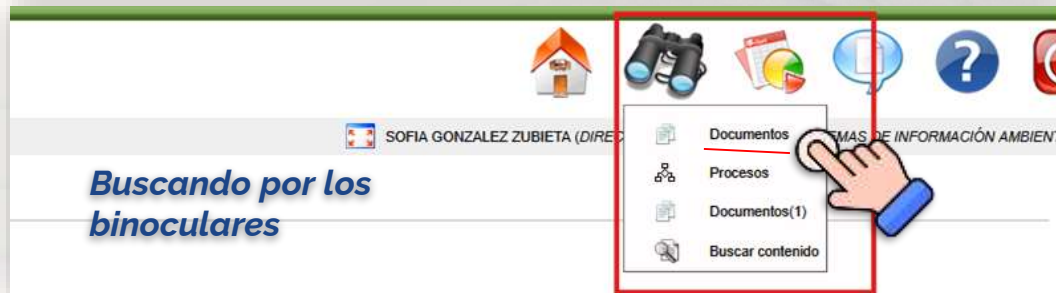 SOFIA GONZALEZ ZUBIETA (DIREC
EMAS DE INFORMACIÓN AMBIENT
Documentos
Procesos
Documentos(1)
Buscar contenido
Buscando por los
binoculares
?